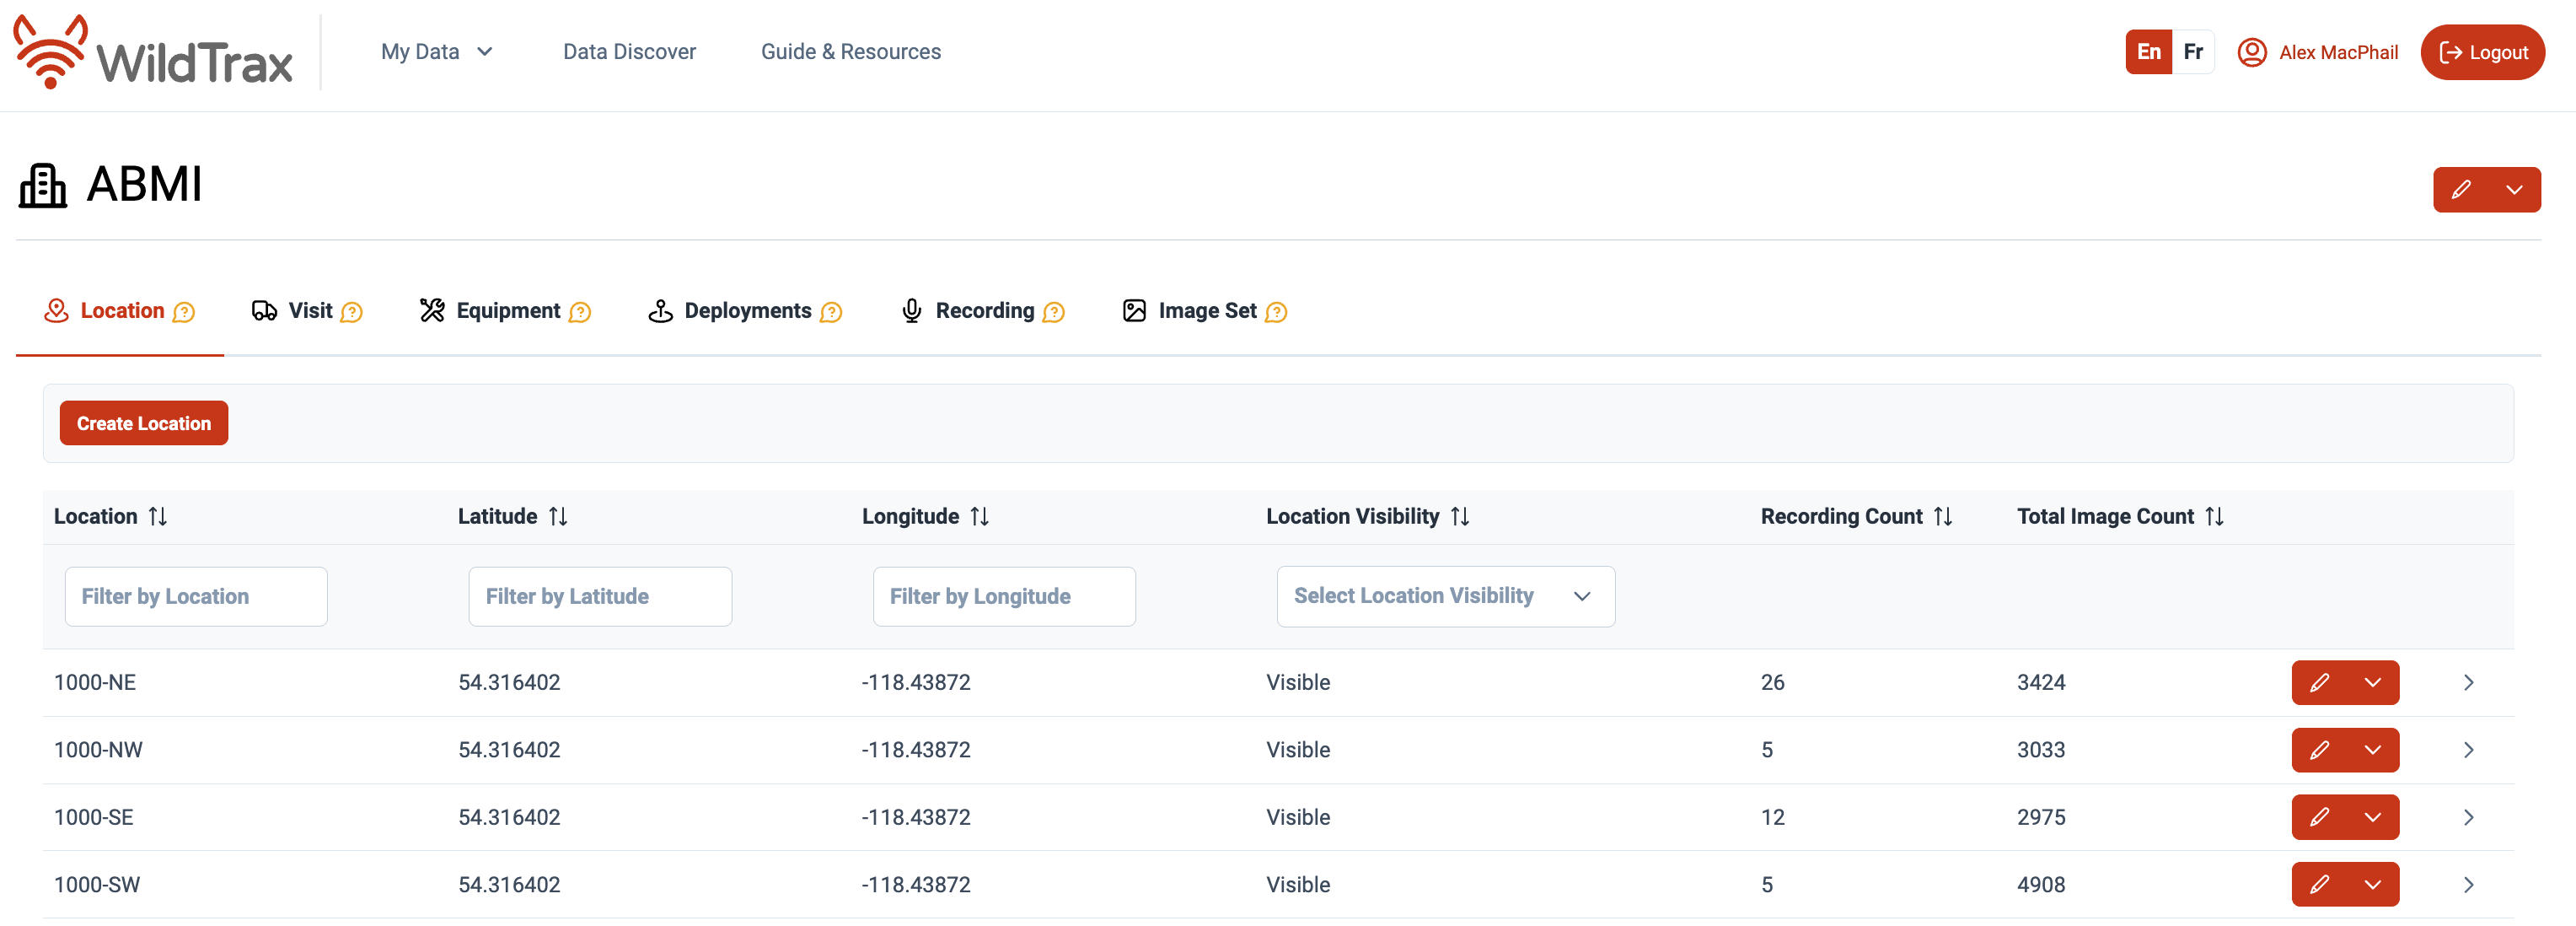 WildTrax
My Data
Data Discover
Guide & Resources
En
Fr
Alex MacPhail
Logout
ABMI
Location
Visit
Equipment
Deployments
Recording
Image Set
Create Location
Location Latitude Longitude Location Visibility Recording Count Total Image Count
Filter by Location Filter by Latitude Filter by Longitude Select Location Visibility
1000-NE 54.316402 -118.43872 Visible 26 3424
1000-NW 54.316402 -118.43872 Visible 5 3033
1000-SE 54.316402 -118.43872 Visible 12 2975
1000-SW 54.316402 -118.43872 Visible 5 4908